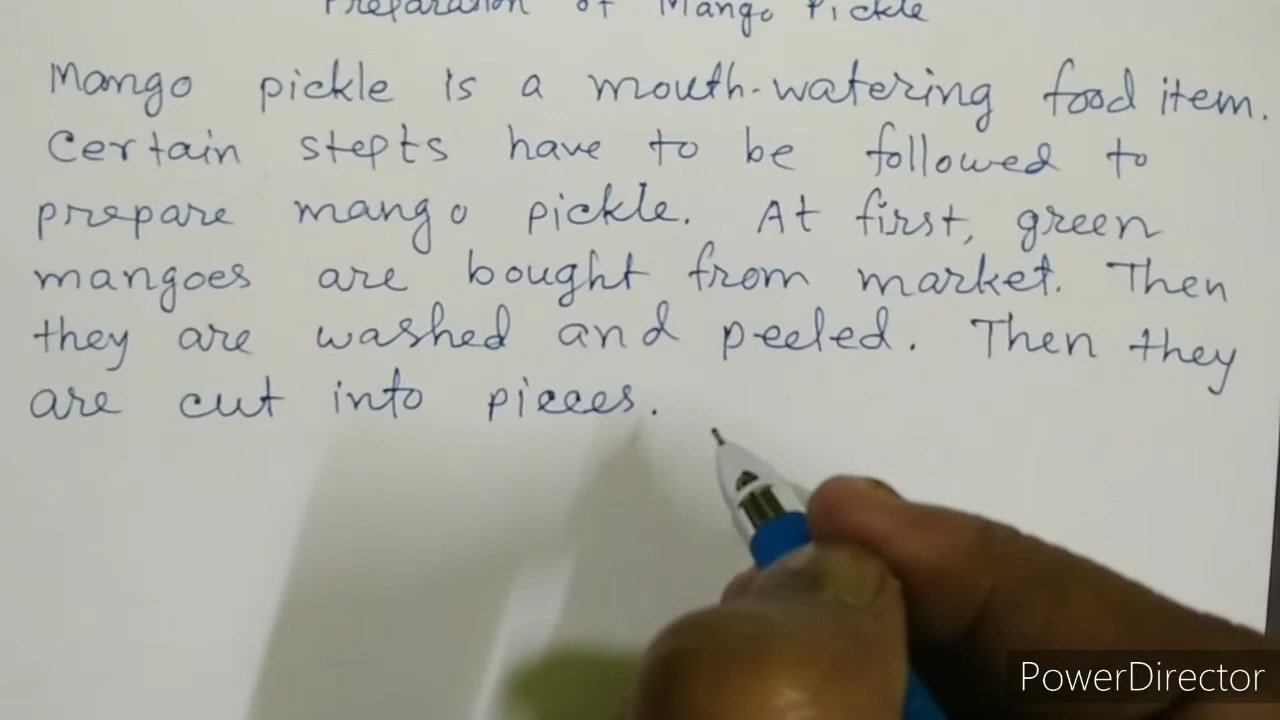 Preparation of Mango Pickle
Mango pickle is a mouth-watering food item.
Certain stepts have to be followed to
prepare mango pickle. At first, green
mangoes are bought from market. Then
they are washed and peeled. Then they
are cut into pieces.
PowerDirector